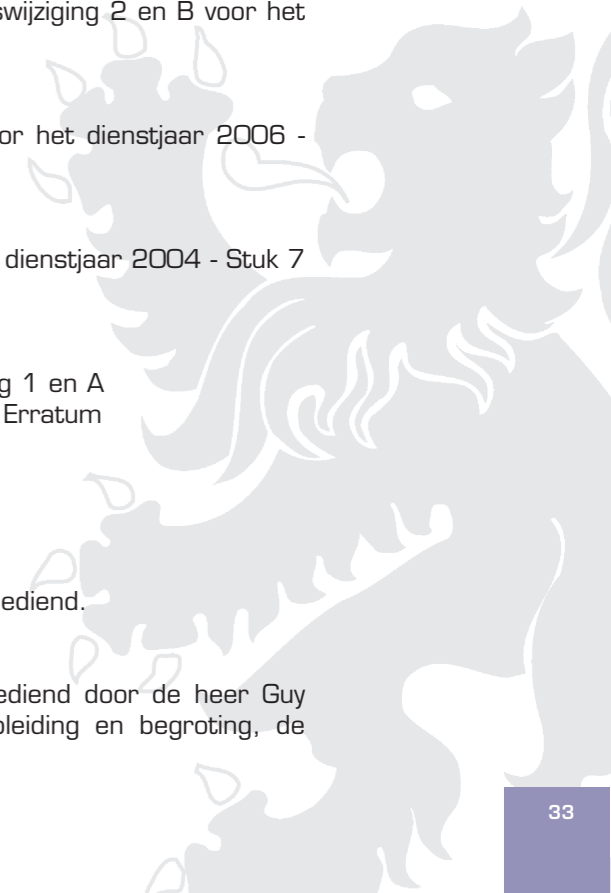 swijziging 2 en B voor het
or het dienstjaar 2006 -
dienstjaar 2004 - Stuk 7
g 1 en A
Erratum
ediend.
ediend door de heer Guy
pleiding en begroting, de
33